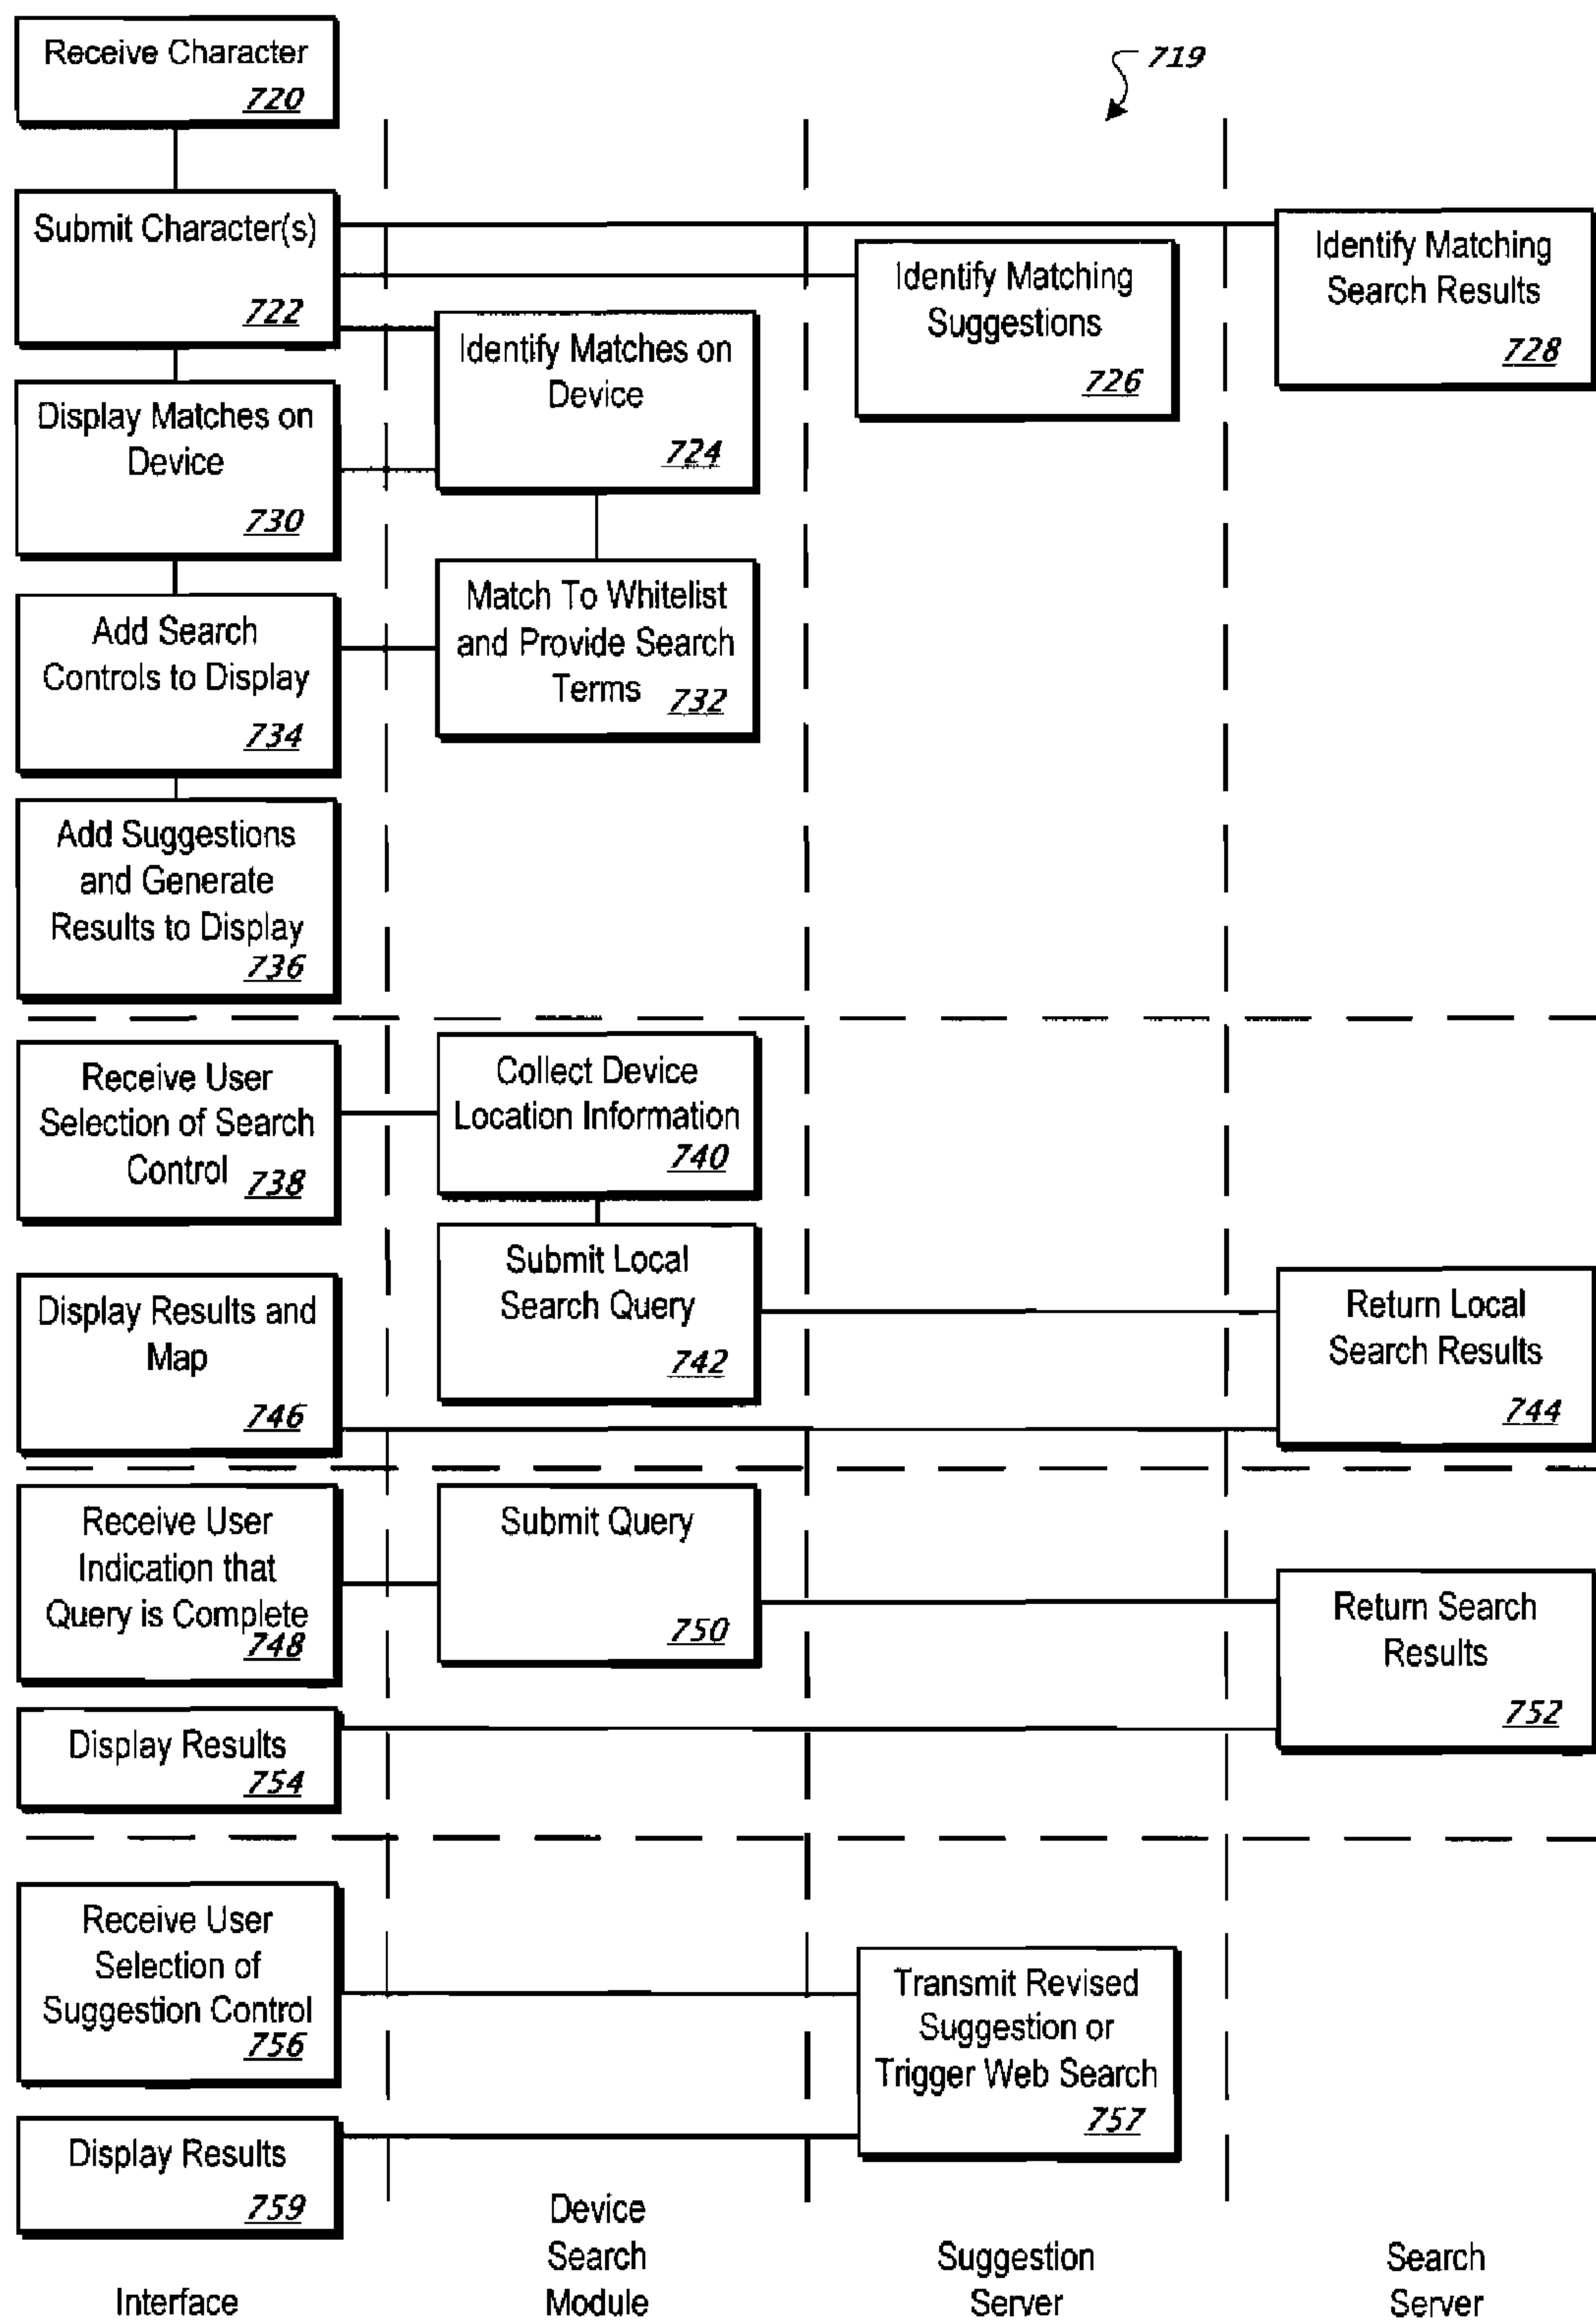 Receive Character
720
719
Submit Character(s)
722
Identify Matches on
Device
724
Identify Matching
Suggestions
726
Identify Matching
Search Results
728
Display Matches on
Device
730
Match To Whitelist
and Provide Search
Terms 732
Add Search
Controls to Display
734
Add Suggestions
and Generate
Results to Display
736
Receive User
Selection of Search
Control 738
Collect Device
Location Information
740
Submit Local
Search Query
742
Return Local
Search Results
744
Display Results and
Map
746
Receive User
Indication that
Query is Complete
748
Submit Query
750
Return Search
Results
752
Display Results
754
Receive User
Selection of
Suggestion Control
756
Transmit Revised
Suggestion or
Trigger Web Search
757
Display Results
759
Interface
Device
Search
Module
Suggestion
Server
Search
Server